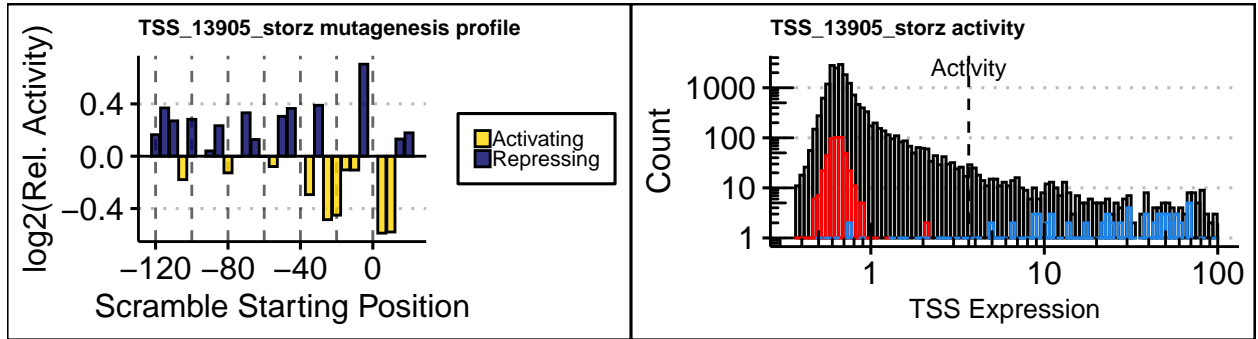 TSS_13905_storz mutagenesis profile
log2(Rel. Activity)
0.4
0.0
−0.4
−120
−80
−40
0
Scramble Starting Position
Activating
Repressing
TSS_13905_storz activity
Activity
Count
1000
100
10
1
1
10
100
TSS Expression